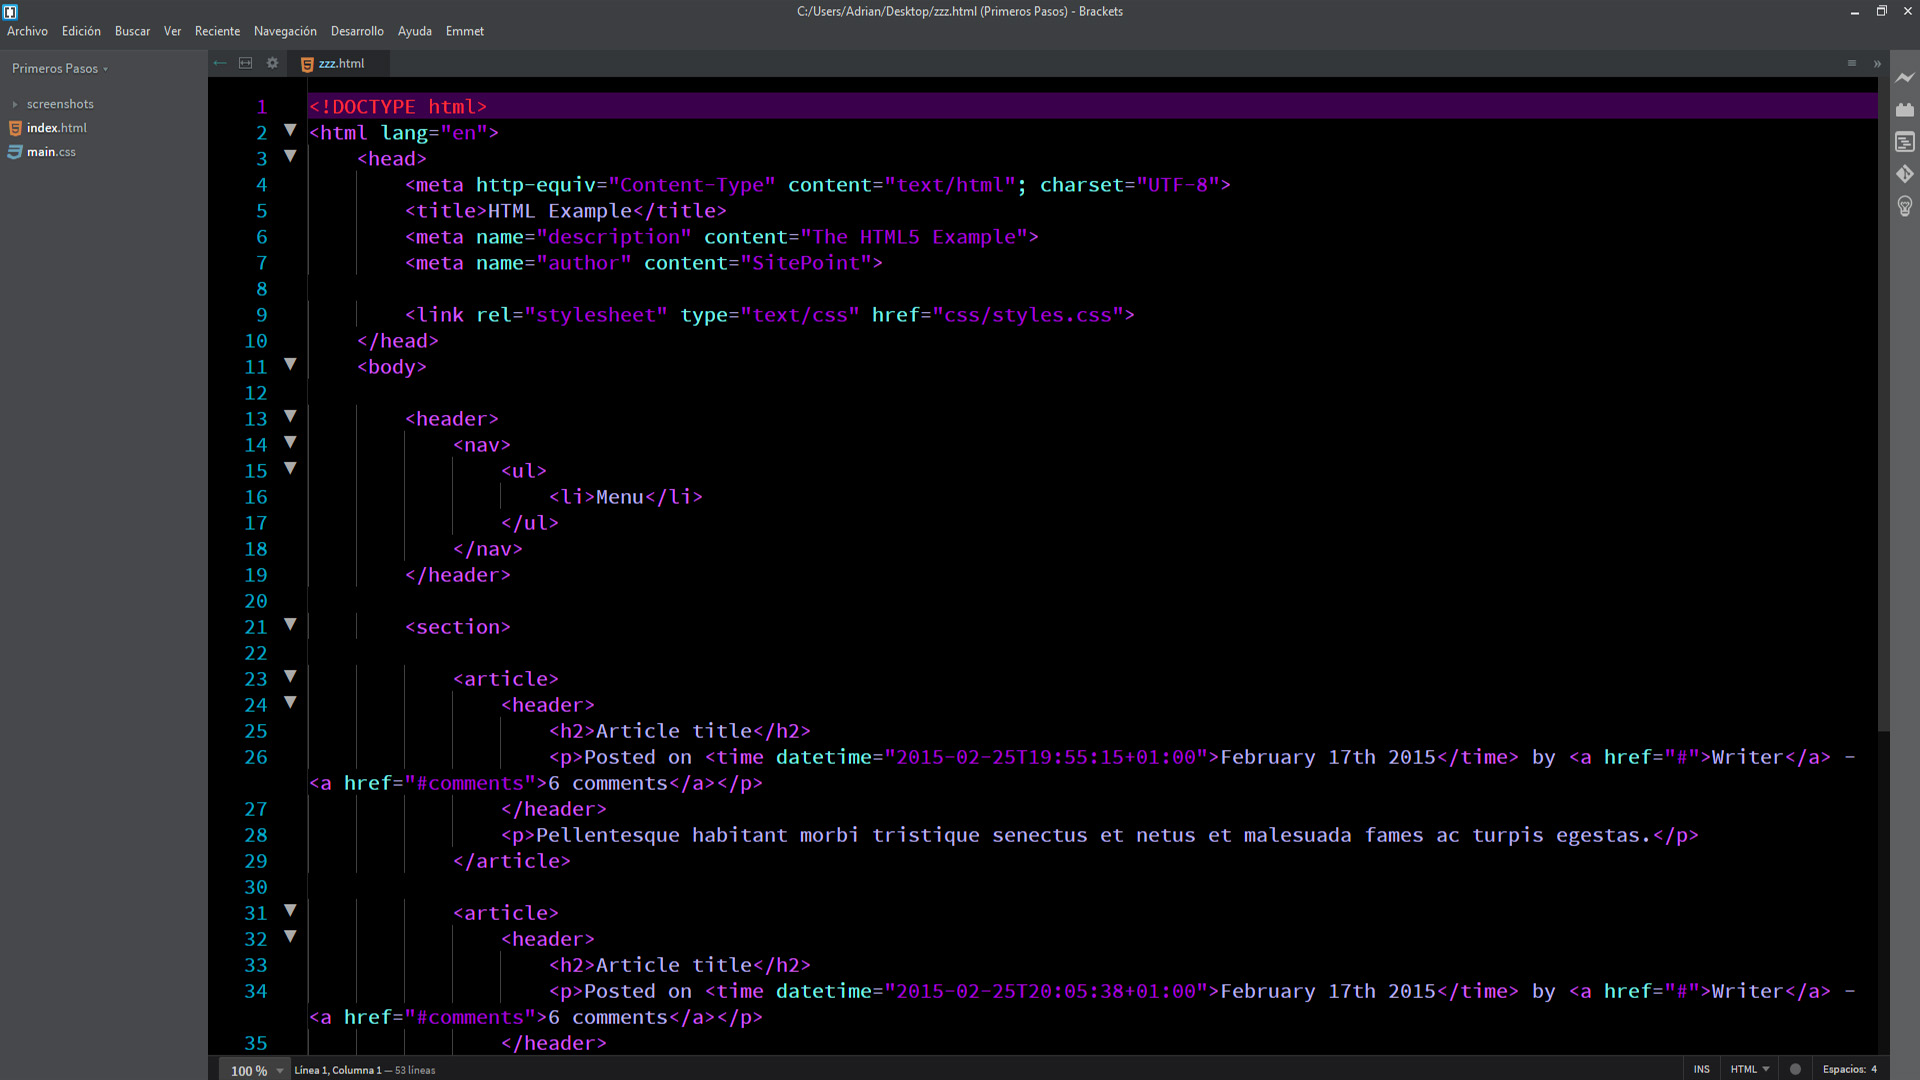 C:/Users/Adrian/Desktop/zzz.html (Primeros Pasos) - Brackets
Archivo Edición Buscar Ver Reciente Navegación Desarrollo Ayuda Emmet
Primeros Pasos
screenshots
index.html
main.css
zzz.html
1 <!DOCTYPE html>
2 <html lang="en">
3 <head>
4 <meta http-equiv="Content-Type" content="text/html"; charset="UTF-8">
5 <title>HTML Example</title>
6 <meta name="description" content="The HTML5 Example">
7 <meta name="author" content="SitePoint">
8
9 <link rel="stylesheet" type="text/css" href="css/styles.css">
10 </head>
11 <body>
12
13 <header>
14 <nav>
15 <ul>
16 <li>Menu</li>
17 </ul>
18 </nav>
19 </header>
20
21 <section>
22
23 <article>
24 <header>
25 <h2>Article title</h2>
26 <p>Posted on <time datetime="2015-02-25T19:55:15+01:00">February 17th 2015</time> by <a href="#">Writer</a> -
<a href="#comments">6 comments</a></p>
27 </header>
28 <p>Pellentesque habitant morbi tristique senectus et netus et malesuada fames ac turpis egestas.</p>
29 </article>
30
31 <article>
32 <header>
33 <h2>Article title</h2>
34 <p>Posted on <time datetime="2015-02-25T20:05:38+01:00">February 17th 2015</time> by <a href="#">Writer</a> -
<a href="#comments">6 comments</a></p>
35 </header>
100 % Línea 1, Columna 1 — 53 líneas INS HTML Espacios: 4